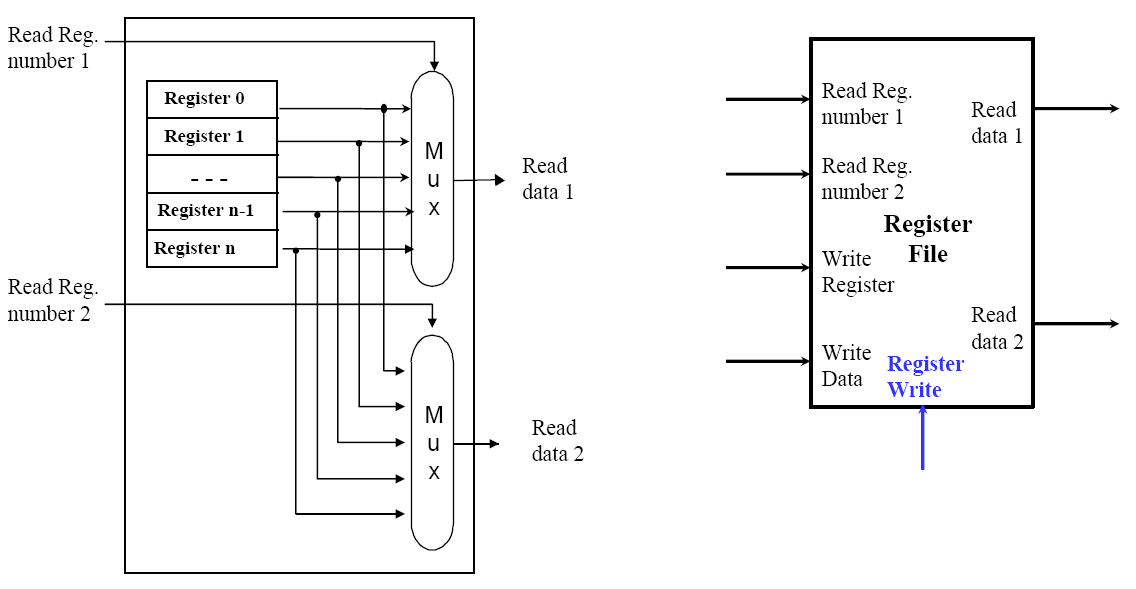 Read Reg.
number 1
Register 0
Register 1
- - -
Register n-1
Register n
M
u
x
Read
data 1
Read Reg.
number 2
M
u
x
Read
data 2
Read Reg.
number 1
Read
data 1
Read Reg.
number 2
Register
File
Write
Register
Read
data 2
Write
Data
Register
Write